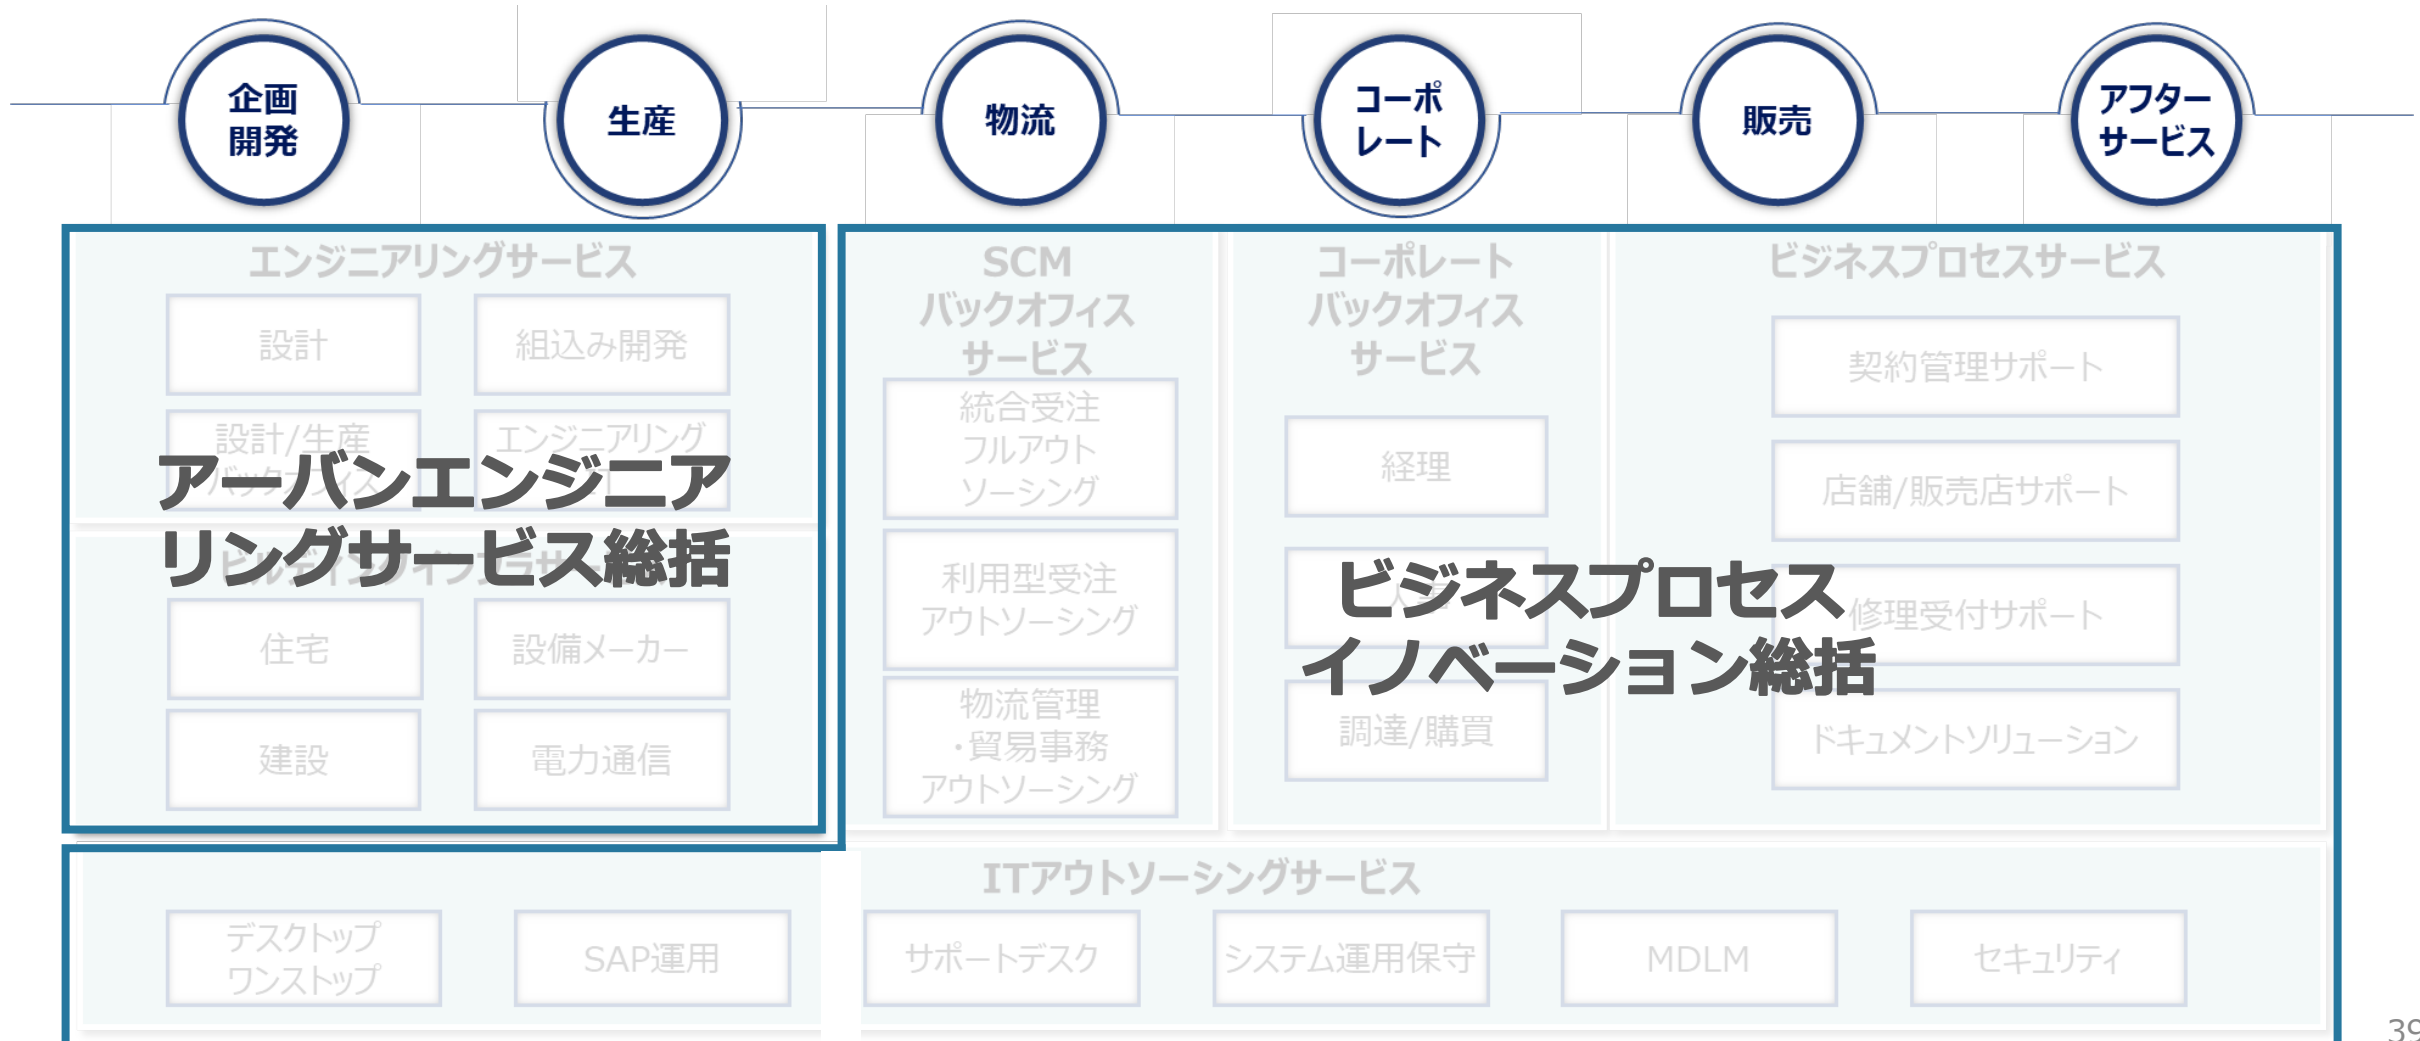 企画
開発
生産
物流
コーポ
レート
販売
アフター
サービス
エンジニアリングサービス
設計
組込み開発
設計/生産
バックオフィス
エンジニアリング
アーバンエンジニア
リングサービス総括
住宅
設備メーカー
建設
電力通信
SCM
バックオフィス
サービス
統合受注
フルアウト
ソーシング
利用型受注
アウトソーシング
物流管理
・貿易事務
アウトソーシング
コーポレート
バックオフィス
サービス
経理
調達/購買
ビジネスプロセスサービス
契約管理サポート
店舗/販売店サポート
修理受付サポート
ドキュメントソリューション
ビジネスプロセス
イノベーション総括
ITアウトソーシングサービス
デスクトップ
ワンストップ
SAP運用
サポートデスク
システム運用保守
MDLM
セキュリティ
39